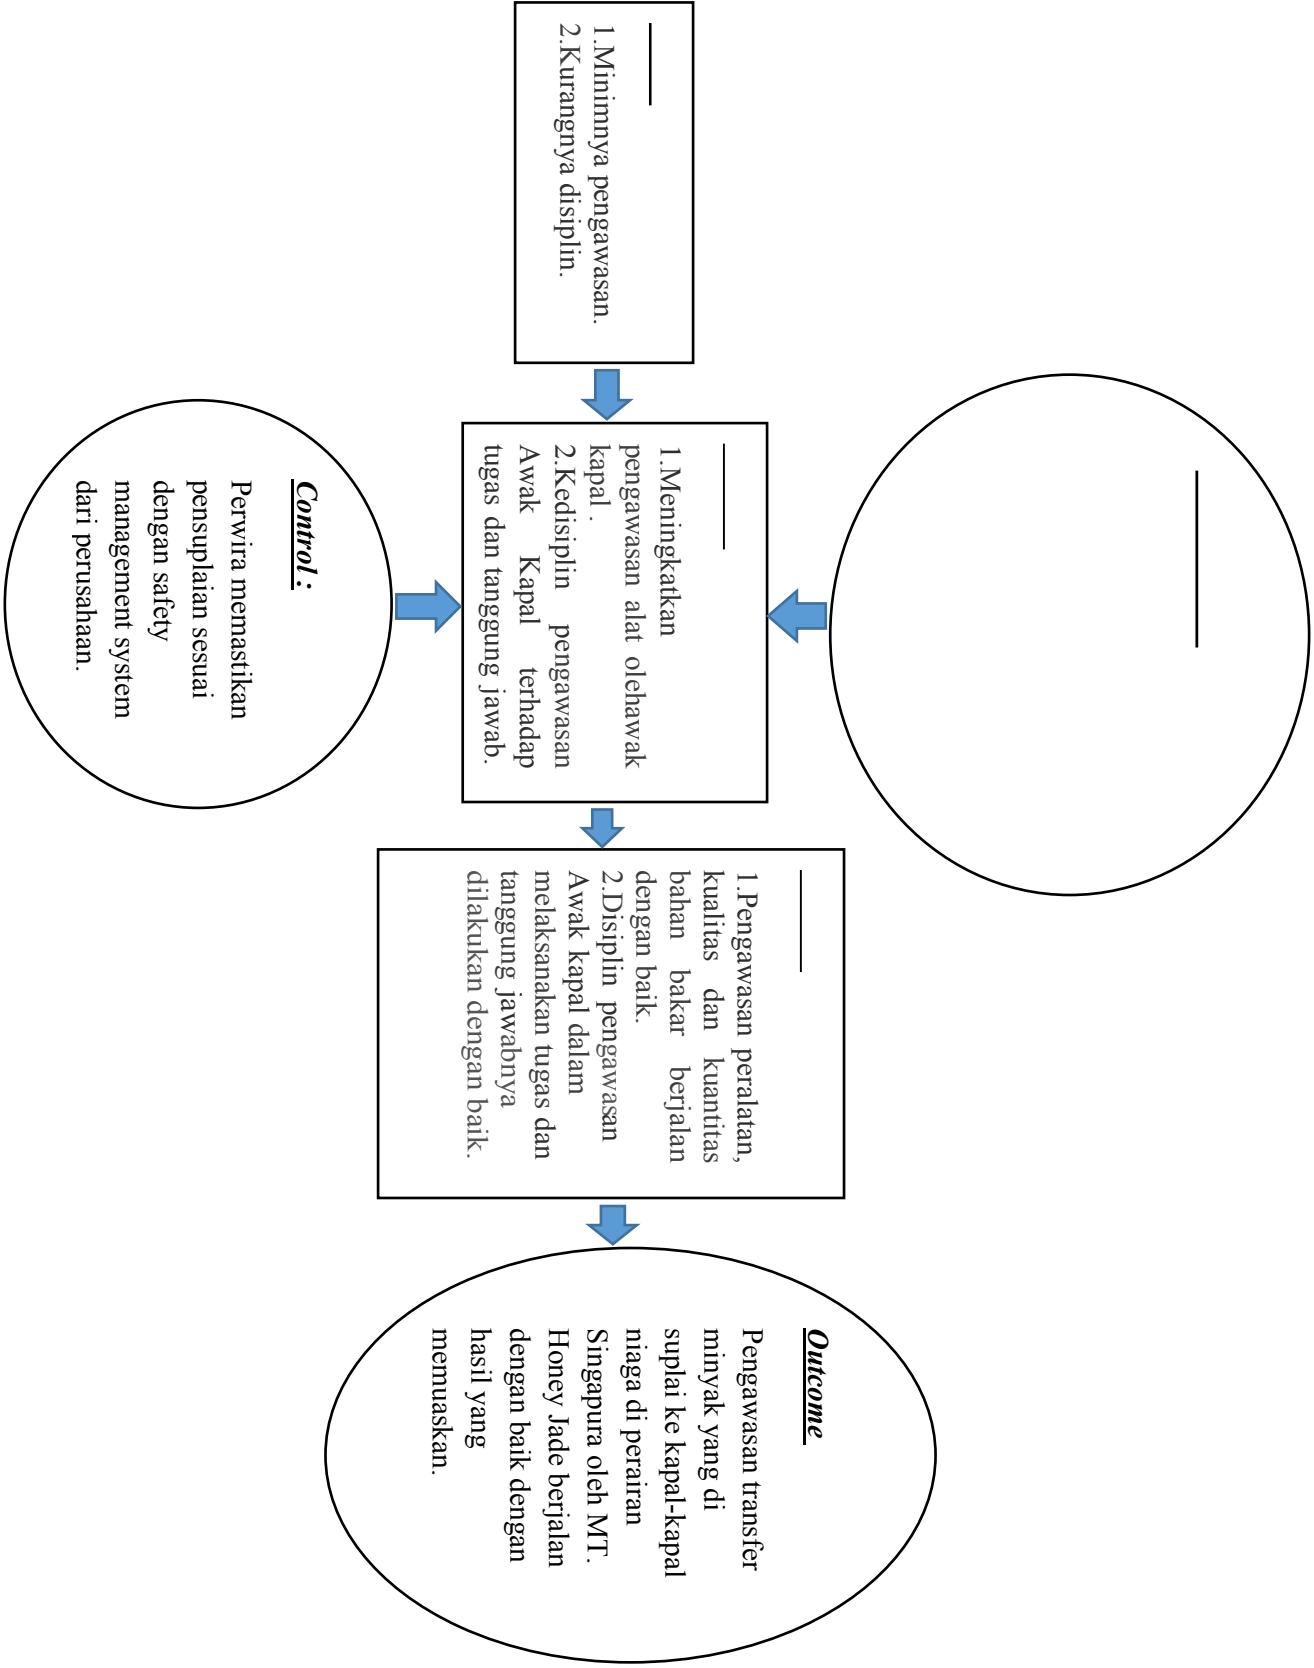 1.Minimnya pengawasan.
2.Kurangnya disiplin.
1.Meningkatkan
pengawasan alat olehawak
kapal .
2.Kedisiplin pengawasan
Awak Kapal terhadap
tugas dan tanggung jawab.
Control :
Perwira memastikan
pensuplaian sesuai
dengan safety
management system
dari perusahaan.
1.Pengawasan peralatan,
kualitas dan kuantitas
bahan bakar berjalan
dengan baik.
2.Disiplin pengawasan
Awak kapal dalam
melaksanakan tugas dan
tanggung jawabnya
dilakukan dengan baik.
Outcome
Pengawasan transfer
minyak yang di
suplai ke kapal-kapal
niaga di perairan
Singapura oleh MT.
Honey Jade berjalan
dengan baik dengan
hasil yang
memuaskan.